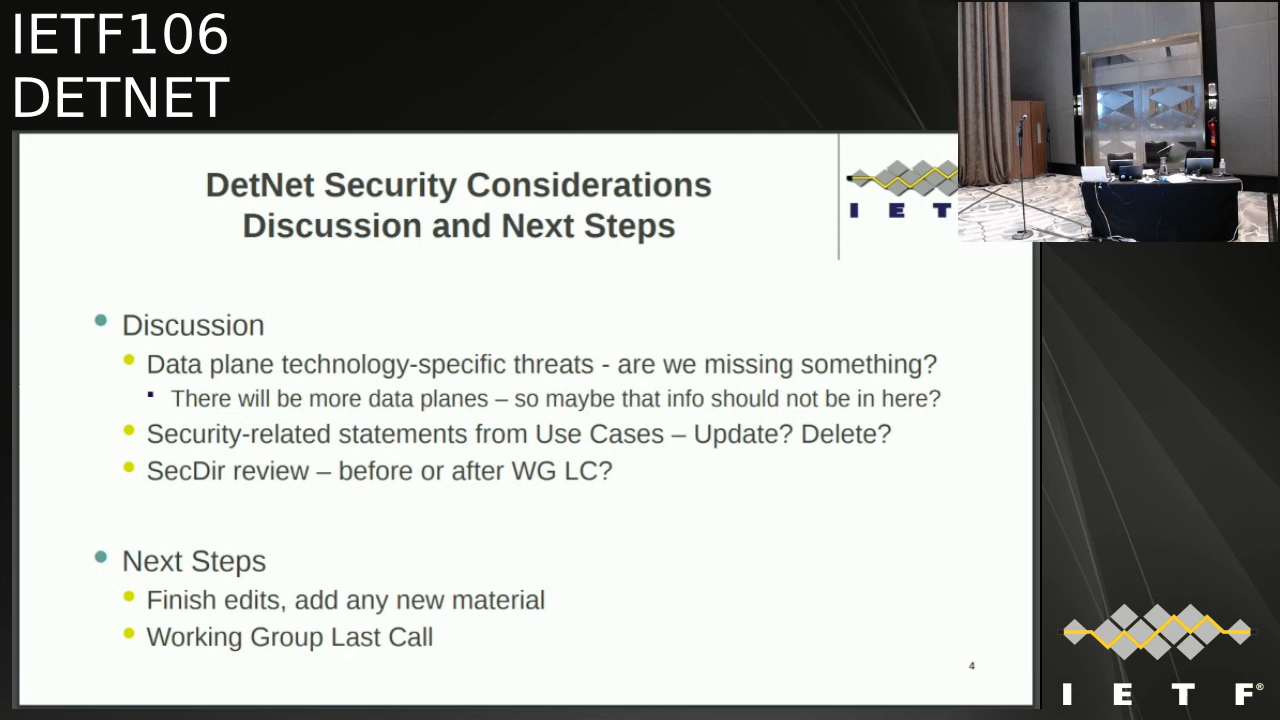 IETF106
DETNET
DetNet Security Considerations
Discussion and Next Steps
I E T
Discussion
Data plane technology-specific threats - are we missing something?
There will be more data planes – so maybe that info should not be in here?
Security-related statements from Use Cases – Update? Delete?
SecDir review – before or after WG LC?
Next Steps
Finish edits, add any new material
Working Group Last Call
4
I E T F®